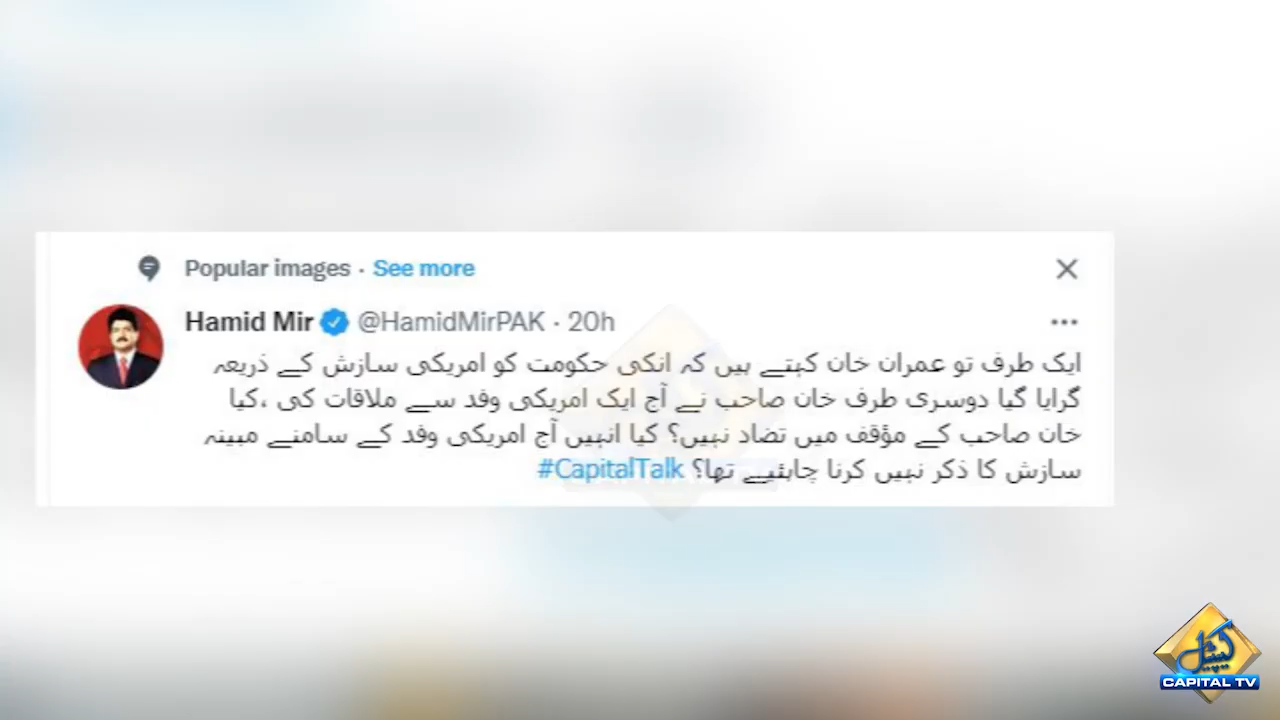 Popular images · See more
Hamid Mir @HamidMirPAK · 20h
ایک طرف تو عمران خان کہتے ہیں کہ انکی حکومت کو امریکی سازش کے ذریعہ
گرایا گیا دوسری طرف خان صاحب نے آج ایک امریکی وفد سے ملاقات کی ،کیا
خان صاحب کے مؤقف میں تضاد نہیں؟ کیا انہیں آج امریکی وفد کے سامنے مبینہ
سازش کا ذکر نہیں کرنا چاہئیے تھا؟ #CapitalTalk
کیپیٹل
CAPITAL TV